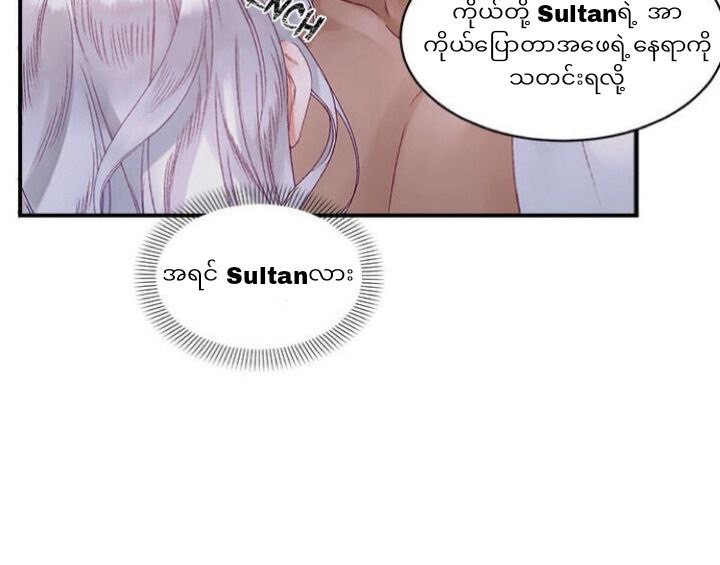 ENCH
ကိုယ်တို့ Sultanရဲ့ အာ
ကိုယ်ပြောတာအဖေရဲ့နေရာကို
သတင်းရလို့
အရင် Sultanလား